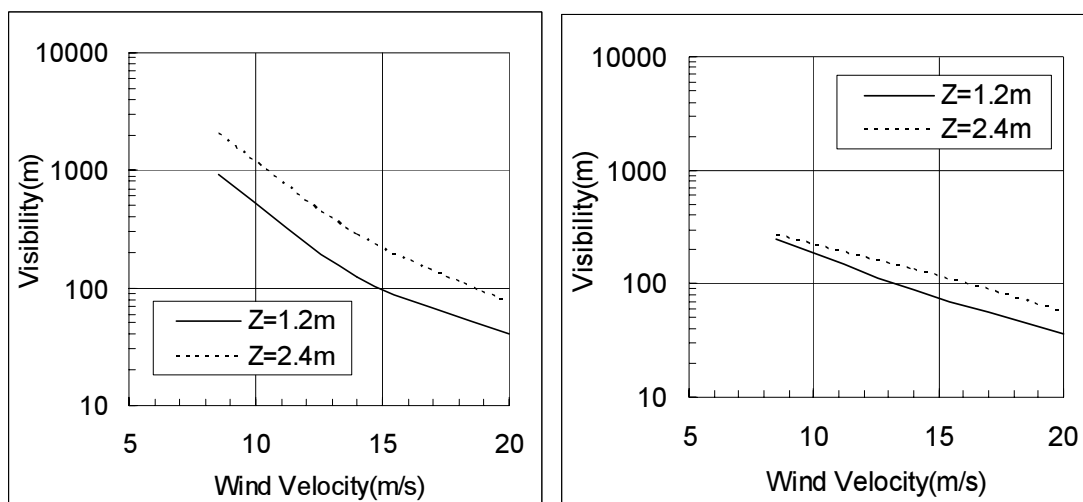 10000
1000
100
10
Visibility(m)
Z=1.2m
Z=2.4m
5 10 15 20
Wind Velocity(m/s)
10000
1000
100
10
Visibility(m)
Z=1.2m
Z=2.4m
5 10 15 20
Wind Velocity(m/s)